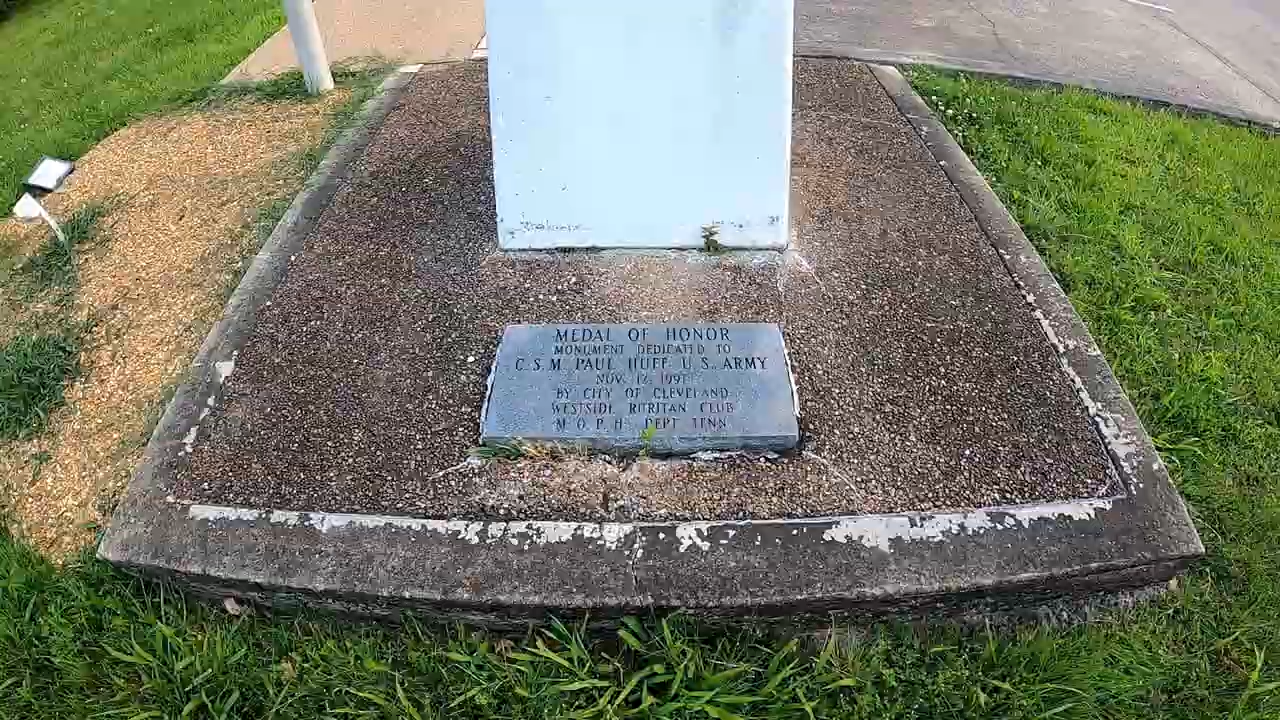 MEDAL OF HONOR
MONUMENT DEDICATED TO
C.S.M. PAUL HUFF U.S. ARMY
NOV. 12, 1991
BY CITY OF CLEVELAND
WESTSIDE RURITAN CLUB
M.O.P.H. DEPT. TENN.